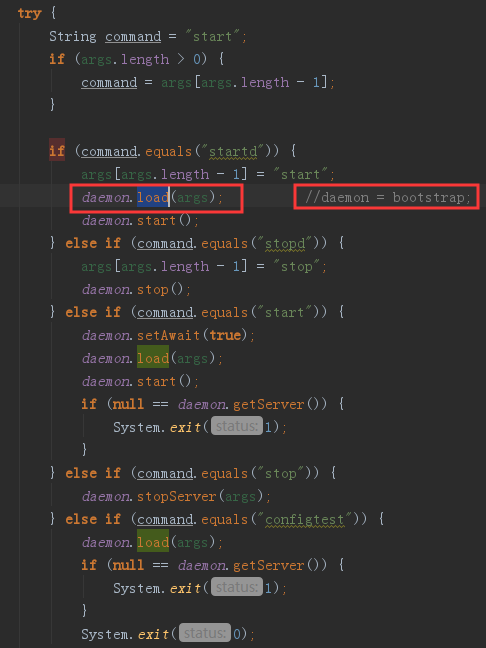 try {
String command = "start";
if (args.length > 0) {
command = args[args.length - 1];
}
if (command.equals("startd")) {
args[args.length - 1] = "start";
daemon.load(args); //daemon = bootstrap;
daemon.start();
} else if (command.equals("stopd")) {
args[args.length - 1] = "stop";
daemon.stop();
} else if (command.equals("start")) {
daemon.setAwait(true);
daemon.load(args);
daemon.start();
if (null == daemon.getServer()) {
System.exit( status: 1);
}
} else if (command.equals("stop")) {
daemon.stopServer(args);
} else if (command.equals("configtest")) {
daemon.load(args);
if (null == daemon.getServer()) {
System.exit( status: 1);
}
System.exit( status: 0);